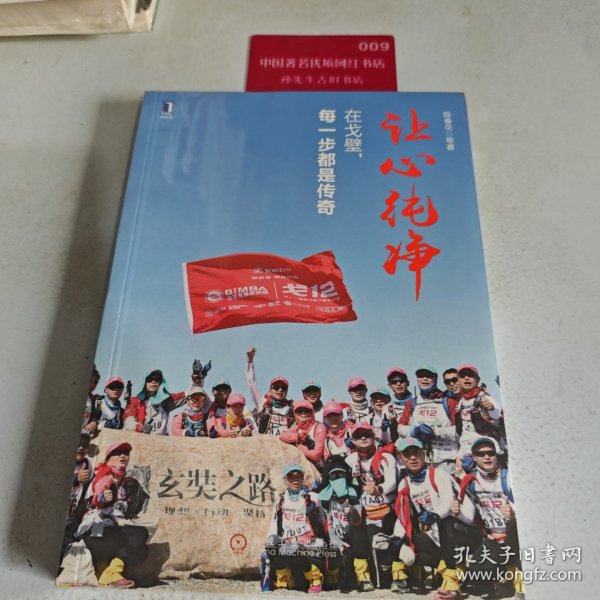 009
中国著名优质网红书店
孙先生古旧书店
陈春花 等著
让心纯净
在戈壁，
每一步都是传奇
BiMBA
戈12
玄奘之路
理想·行动·坚持
China Machine Press
孔夫子旧书网
www.kongfz.com